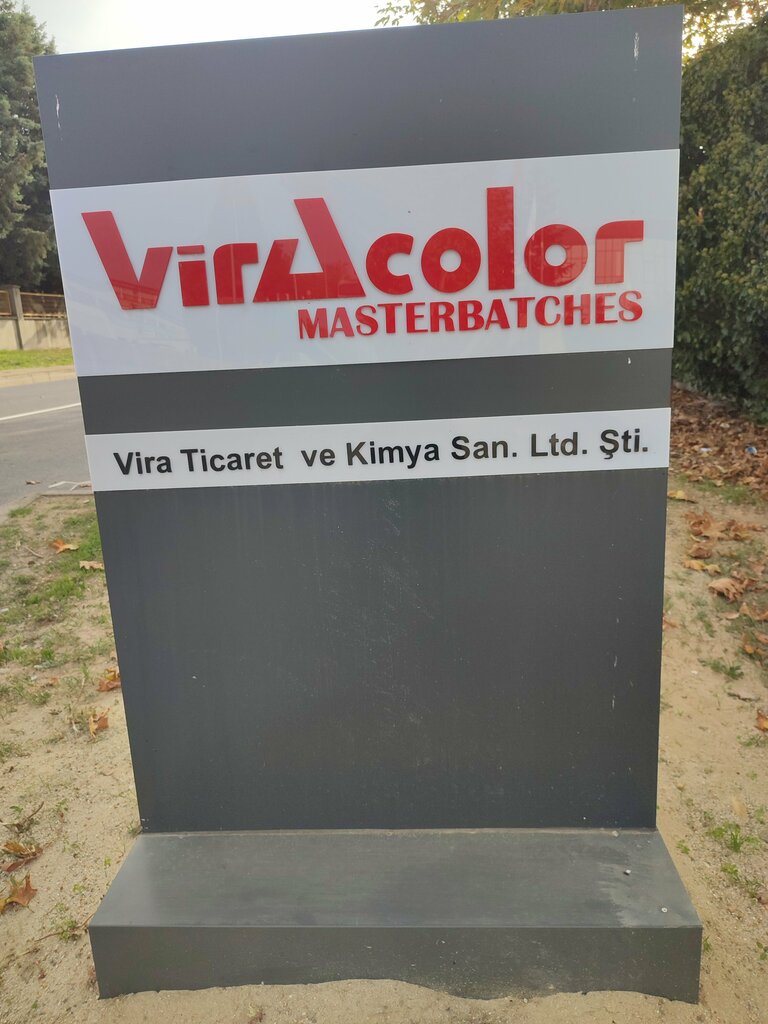 VirAcolor
MASTERBATCHES
Vira Ticaret ve Kimya San. Ltd. Şti.